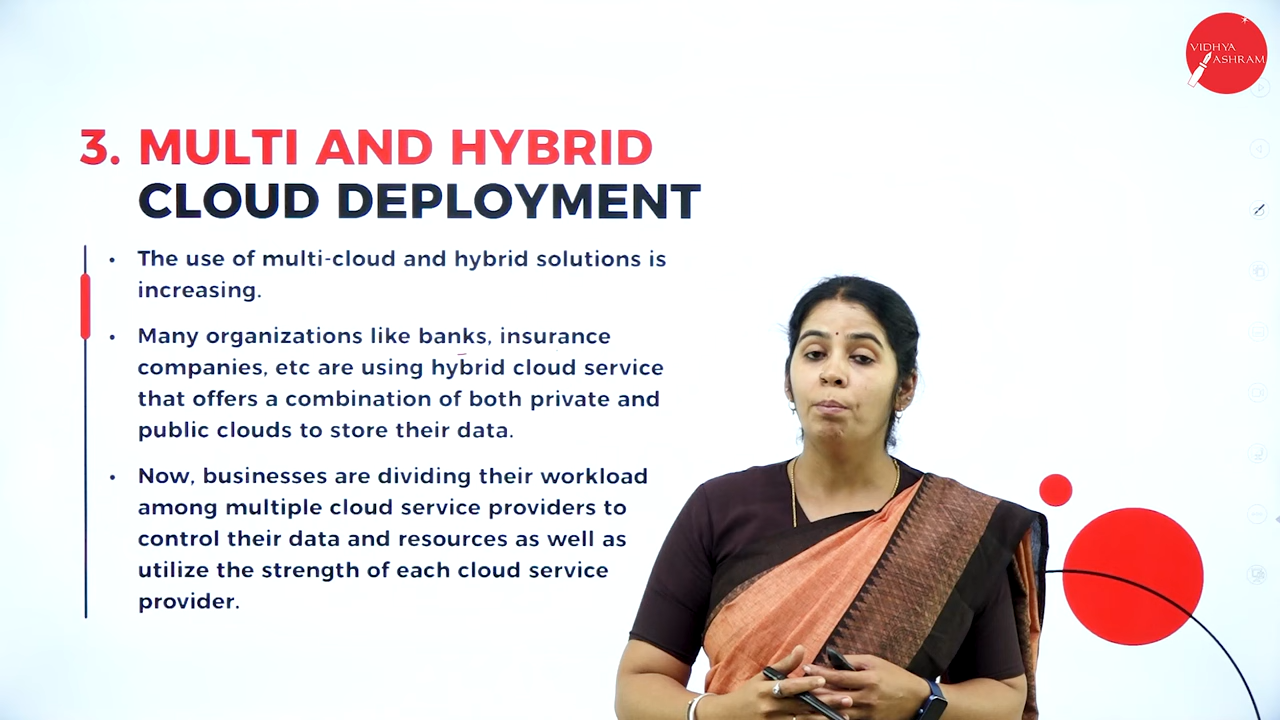 VIDHYA
ASHRAM
3. MULTI AND HYBRID
CLOUD DEPLOYMENT
• The use of multi-cloud and hybrid solutions is
increasing.
• Many organizations like banks, insurance
companies, etc are using hybrid cloud service
that offers a combination of both private and
public clouds to store their data.
• Now, businesses are dividing their workload
among multiple cloud service providers to
control their data and resources as well as
utilize the strength of each cloud service
provider.